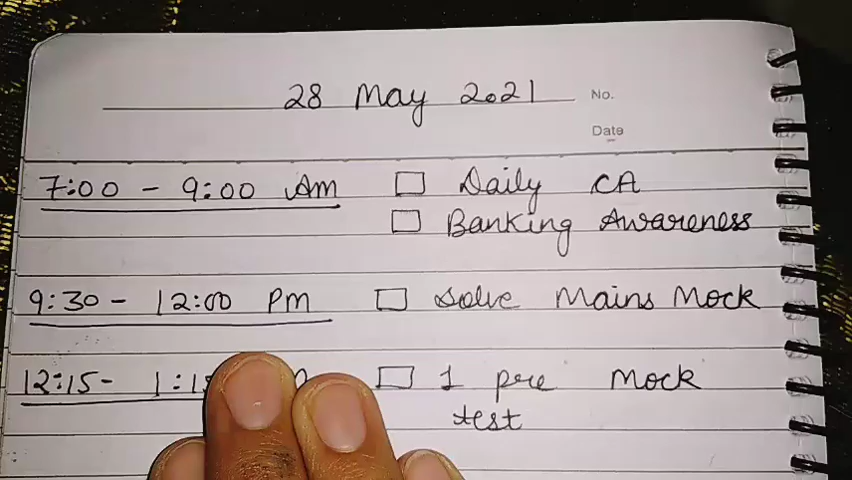 28 May 2021
No.
Date
7:00 - 9:00 Am □ Daily CA
□ Banking Awareness
9:30 - 12:00 Pm □ Solve Mains Mock
12:15 - □ 1 pre Mock
test